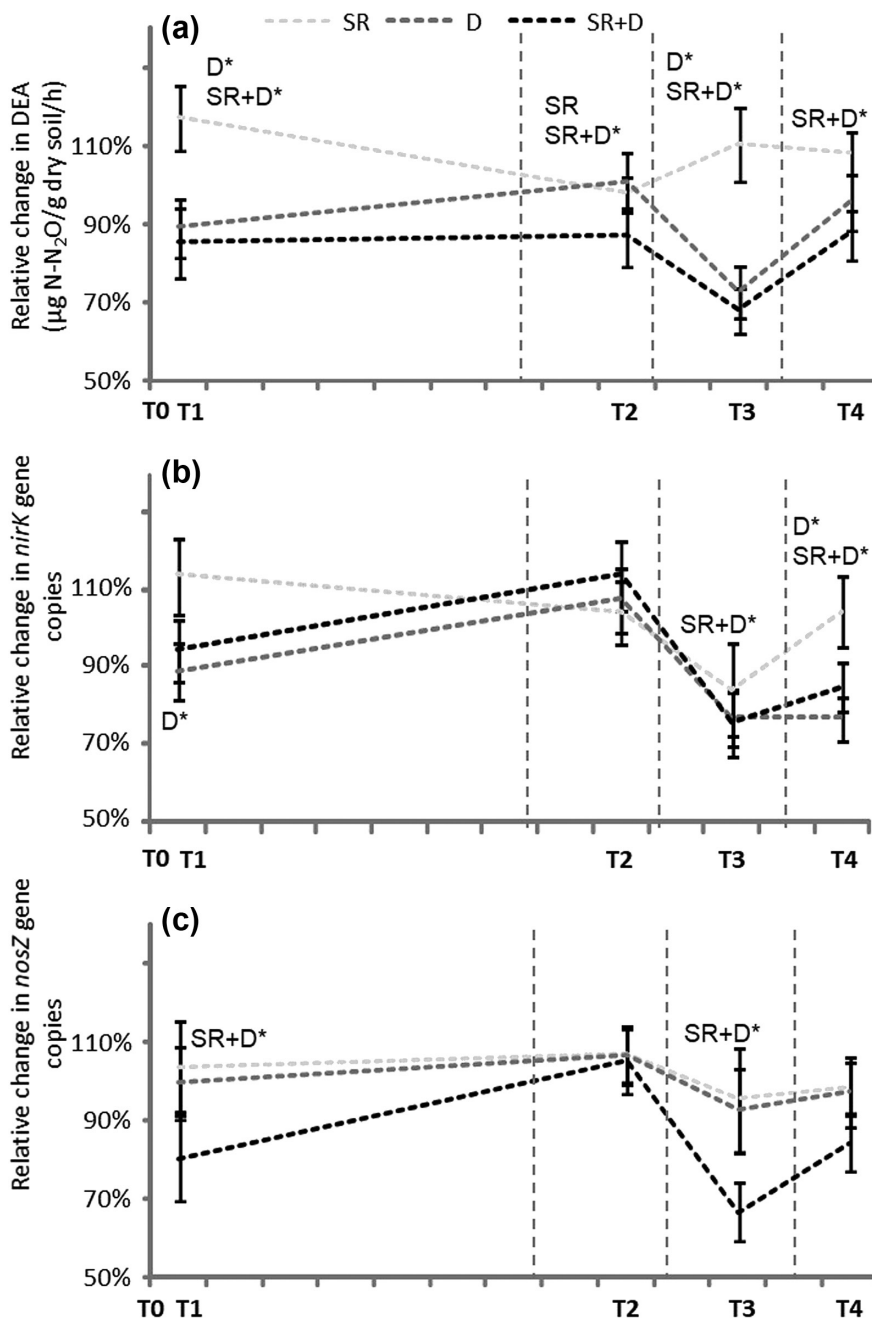 (a) SR D SR+D
Relative change in DEA
(µg N-N₂O/g dry soil/h)
D*
SR+D*
SR
SR+D*
D*
SR+D*
SR+D*
110%
90%
70%
50%
T0 T1 T2 T3 T4
(b)
Relative change in nirK gene
copies
D*
SR+D*
SR+D*
D*
110%
90%
70%
50%
T0 T1 T2 T3 T4
(c)
Relative change in nosZ gene
copies
SR+D*
SR+D*
110%
90%
70%
50%
T0 T1 T2 T3 T4